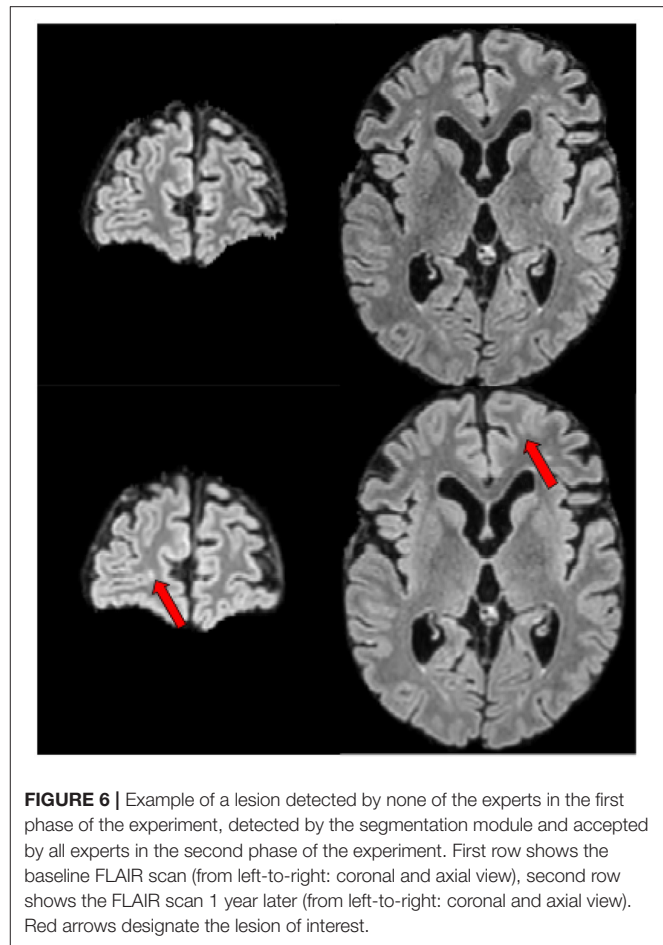 FIGURE 6 | Example of a lesion detected by none of the experts in the first
phase of the experiment, detected by the segmentation module and accepted
by all experts in the second phase of the experiment. First row shows the
baseline FLAIR scan (from left-to-right: coronal and axial view), second row
shows the FLAIR scan 1 year later (from left-to-right: coronal and axial view).
Red arrows designate the lesion of interest.